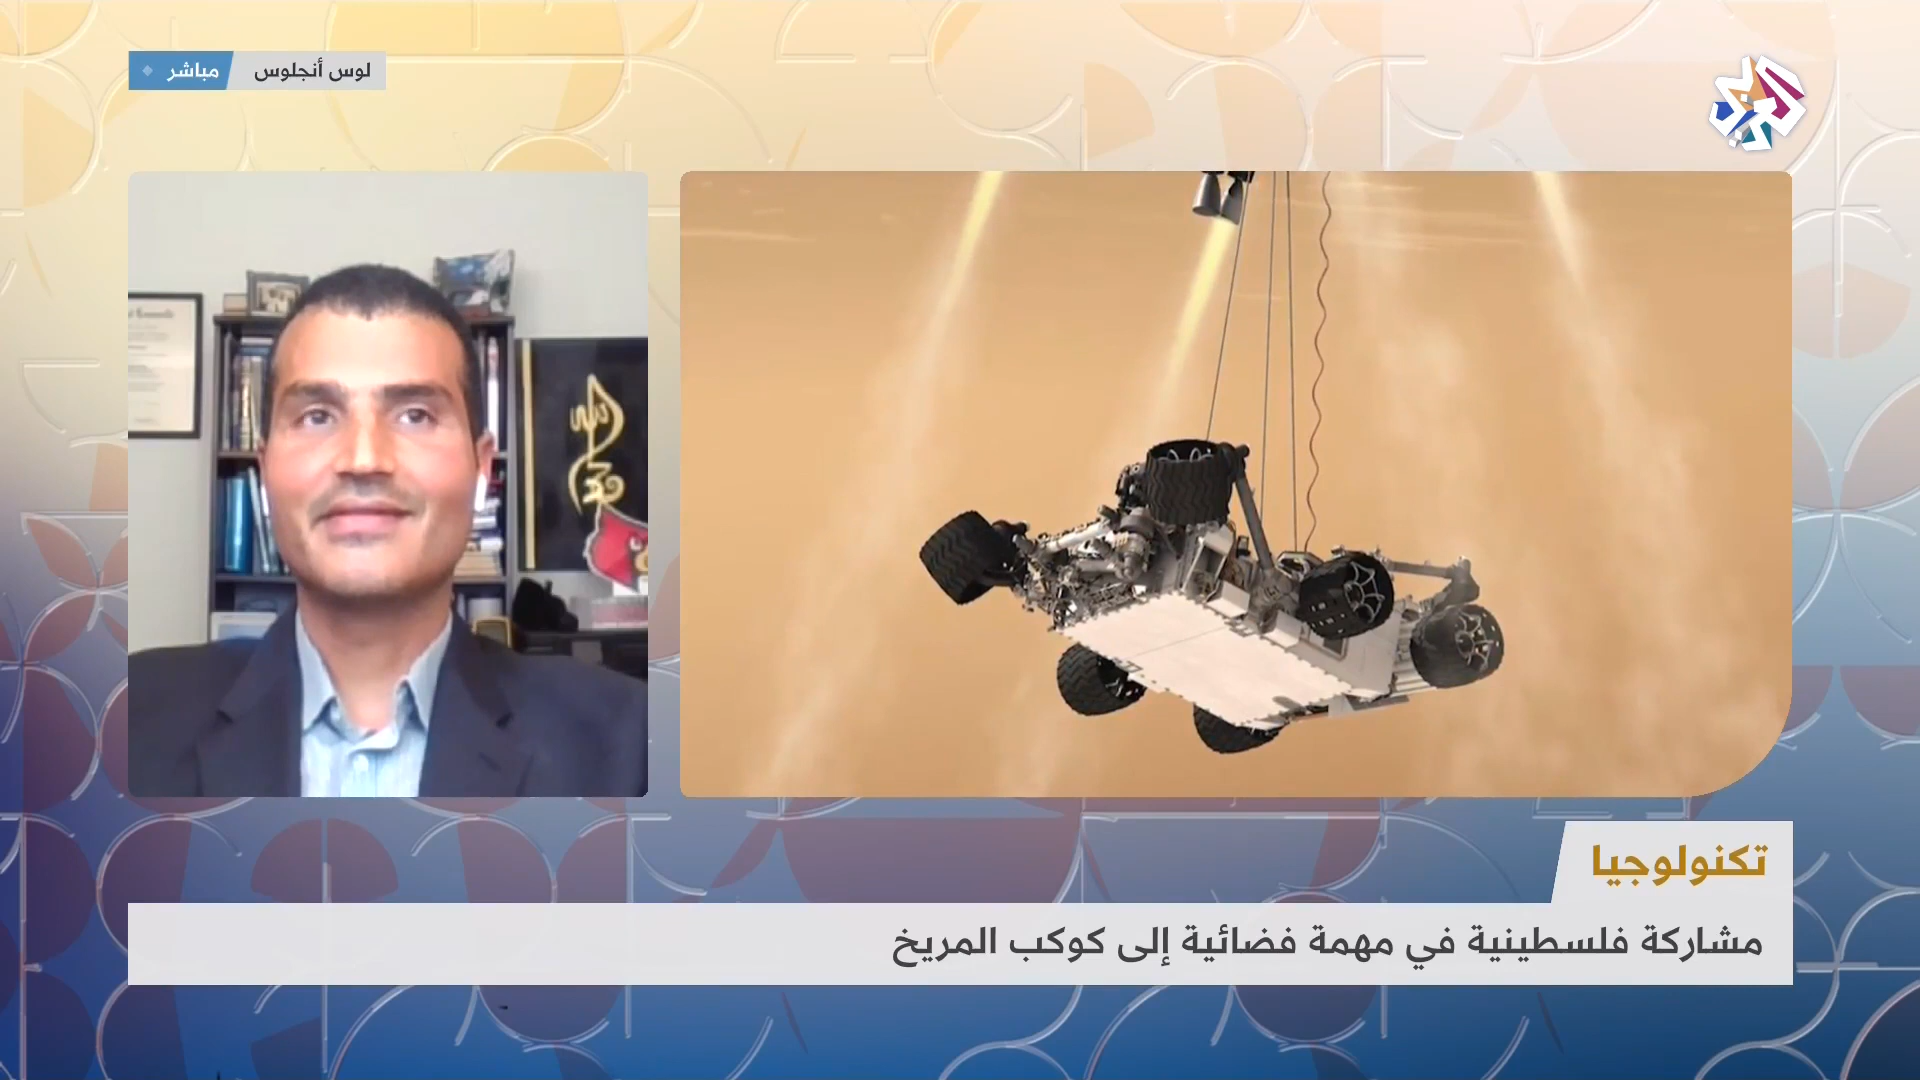 لوس أنجلوس
مباشر
تكنولوجيا
مشاركة فلسطينية في مهمة فضائية إلى كوكب المريخ